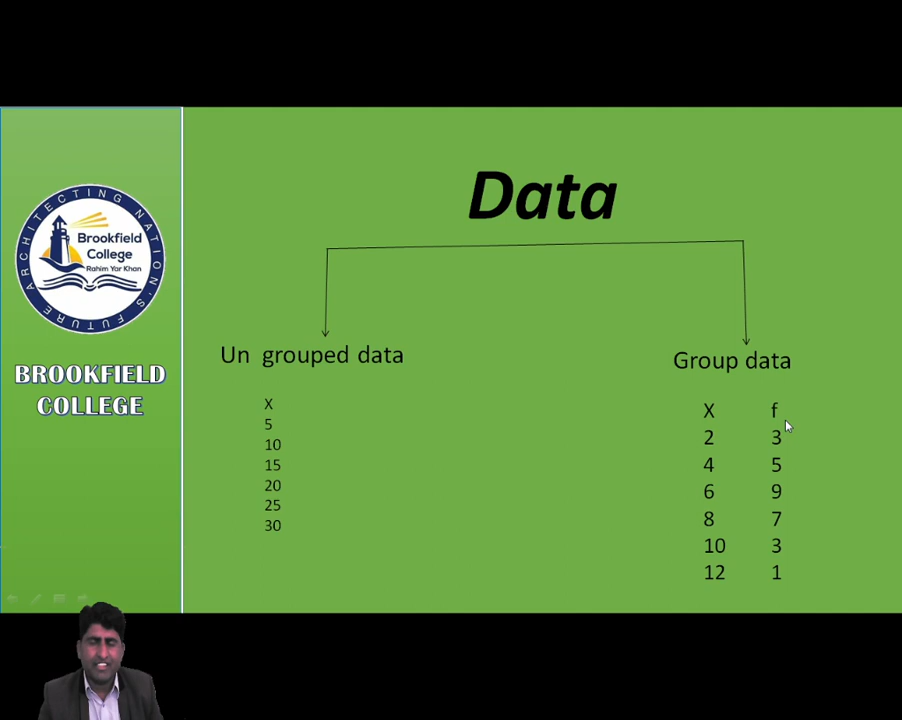 ARCHITECTING NATION'S FUTURE
Brookfield
College
Rahim Yar Khan
BROOKFIELD
COLLEGE
Data
Un grouped data
X
5
10
15
20
25
30
Group data
X f
2 3
4 5
6 9
8 7
10 3
12 1